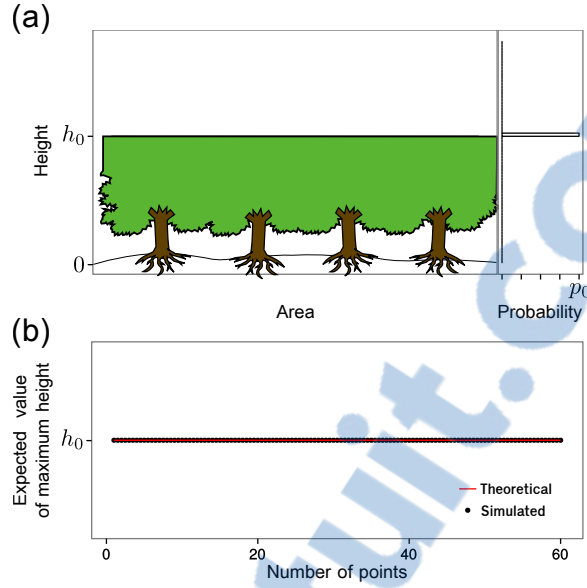 (a)
Height
h₀
0
Area
Probability
p₀
(b)
Expected value
of maximum height
h₀
Theoretical
Simulated
0
20
40
60
Number of points
tuit.c